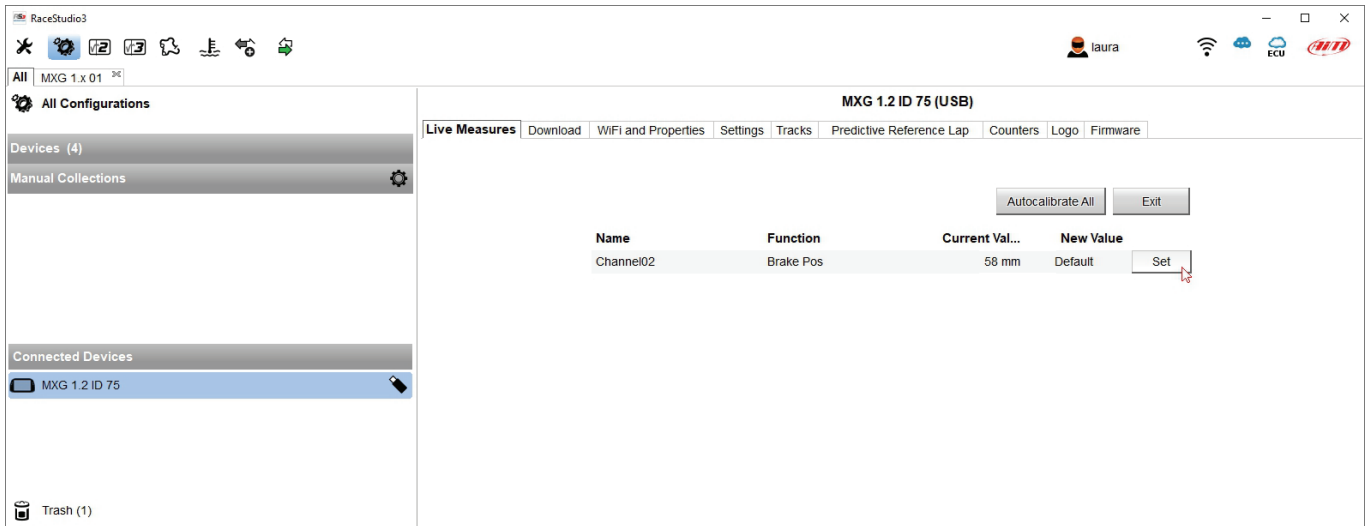 RaceStudio3
laura
ECU
AiM
All MXG 1.x 01
All Configurations
MXG 1.2 ID 75 (USB)
Live Measures Download WiFi and Properties Settings Tracks Predictive Reference Lap Counters Logo Firmware
Devices (4)
Manual Collections
Autocalibrate All Exit
Name Function Current Val... New Value
Channel02 Brake Pos 58 mm Default Set
Connected Devices
MXG 1.2 ID 75
Trash (1)